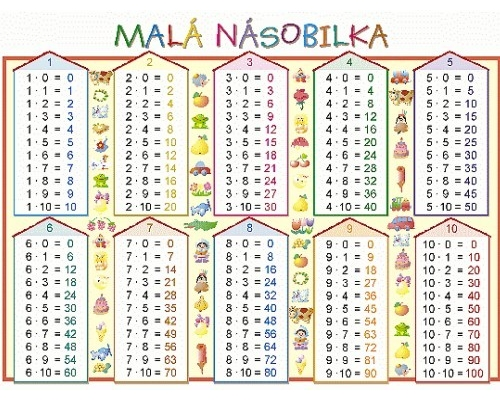 MALÁ NÁSOBILKA
1
1 · 0 = 0
1 · 1 = 1
1 · 2 = 2
1 · 3 = 3
1 · 4 = 4
1 · 5 = 5
1 · 6 = 6
1 · 7 = 7
1 · 8 = 8
1 · 9 = 9
1 · 10 = 10
2
2 · 0 = 0
2 · 1 = 2
2 · 2 = 4
2 · 3 = 6
2 · 4 = 8
2 · 5 = 10
2 · 6 = 12
2 · 7 = 14
2 · 8 = 16
2 · 9 = 18
2 · 10 = 20
3
3 · 0 = 0
3 · 1 = 3
3 · 2 = 6
3 · 3 = 9
3 · 4 = 12
3 · 5 = 15
3 · 6 = 18
3 · 7 = 21
3 · 8 = 24
3 · 9 = 27
3 · 10 = 30
4
4 · 0 = 0
4 · 1 = 4
4 · 2 = 8
4 · 3 = 12
4 · 4 = 16
4 · 5 = 20
4 · 6 = 24
4 · 7 = 28
4 · 8 = 32
4 · 9 = 36
4 · 10 = 40
5
5 · 0 = 0
5 · 1 = 5
5 · 2 = 10
5 · 3 = 15
5 · 4 = 20
5 · 5 = 25
5 · 6 = 30
5 · 7 = 35
5 · 8 = 40
5 · 9 = 45
5 · 10 = 50
6
6 · 0 = 0
6 · 1 = 6
6 · 2 = 12
6 · 3 = 18
6 · 4 = 24
6 · 5 = 30
6 · 6 = 36
6 · 7 = 42
6 · 8 = 48
6 · 9 = 54
6 · 10 = 60
7
7 · 0 = 0
7 · 1 = 7
7 · 2 = 14
7 · 3 = 21
7 · 4 = 28
7 · 5 = 35
7 · 6 = 42
7 · 7 = 49
7 · 8 = 56
7 · 9 = 63
7 · 10 = 70
8
8 · 0 = 0
8 · 1 = 8
8 · 2 = 16
8 · 3 = 24
8 · 4 = 32
8 · 5 = 40
8 · 6 = 48
8 · 7 = 56
8 · 8 = 64
8 · 9 = 72
8 · 10 = 80
9
9 · 0 = 0
9 · 1 = 9
9 · 2 = 18
9 · 3 = 27
9 · 4 = 36
9 · 5 = 45
9 · 6 = 54
9 · 7 = 63
9 · 8 = 72
9 · 9 = 81
9 · 10 = 90
10
10 · 0 = 0
10 · 1 = 10
10 · 2 = 20
10 · 3 = 30
10 · 4 = 40
10 · 5 = 50
10 · 6 = 60
10 · 7 = 70
10 · 8 = 80
10 · 9 = 90
10 · 10 = 100